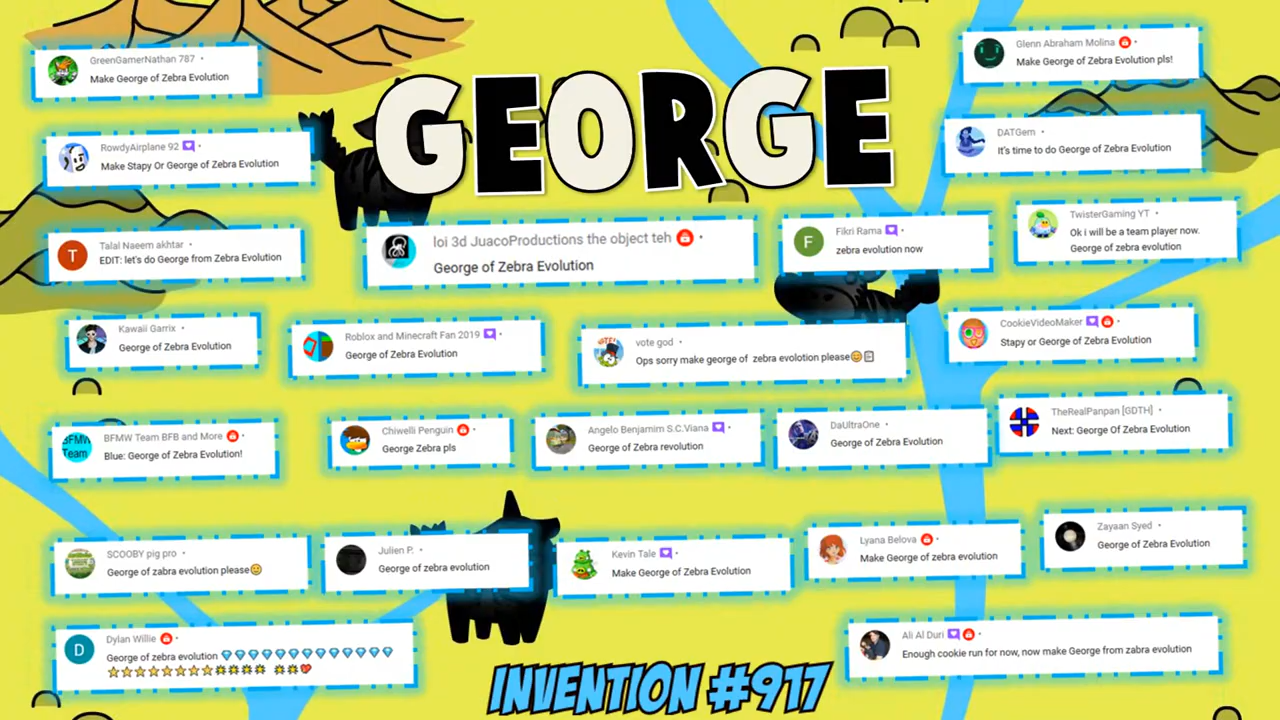 GreenGamerNathan 787 ·
Make George of Zebra Evolution
GEORGE
Glenn Abraham Molina ·
Make George of Zebra Evolution pls!
RowdyAirplane 92 ·
Make Stapy Or George of Zebra Evolution
DATGem ·
It's time to do George of Zebra Evolution
T
Talal Naeem akhtar ·
EDIT: let's do George from Zebra Evolution
loi 3d JuacoProductions the object teh ·
George of Zebra Evolution
F
Fikri Rama ·
zebra evolution now
TwisterGaming YT ·
Ok i will be a team player now.
George of zebra evolution
Kawaii Garrix ·
George of Zebra Evolution
Roblox and Minecraft Fan 2019 ·
George of Zebra Evolution
VOTE!
vote god ·
Ops sorry make george of zebra evolotion please😊
CookieVideoMaker ·
Stapy or George of Zebra Evolution
BFMW
Team
BFMW Team BFB and More ·
Blue: George of Zebra Evolution!
Chiwelli Penguin ·
George Zebra pls
Angelo Benjamim S.C.Viana ·
George of Zebra revolution
DaUltraOne ·
George of Zebra Evolution
TheRealPanpan [GDTH] ·
Next: George Of Zebra Evolution
SCOOBY pig pro ·
George of zabra evolution please😊
Julien P. ·
George of zebra evolution
Kevin Tale ·
Make George of Zebra Evolution
Lyana Belova ·
Make George of zebra evolution
Zayaan Syed ·
George of Zebra Evolution
D
Dylan Willie ·
George of zebra evolution 💎💎💎💎💎💎💎💎💎💎💎💎💎
⭐⭐⭐⭐⭐⭐⭐⭐🌟🌟🌟🌟 🌟🌟💖
Ali Al Duri ·
Enough cookie run for now, now make George from zabra evolution
INVENTION #917